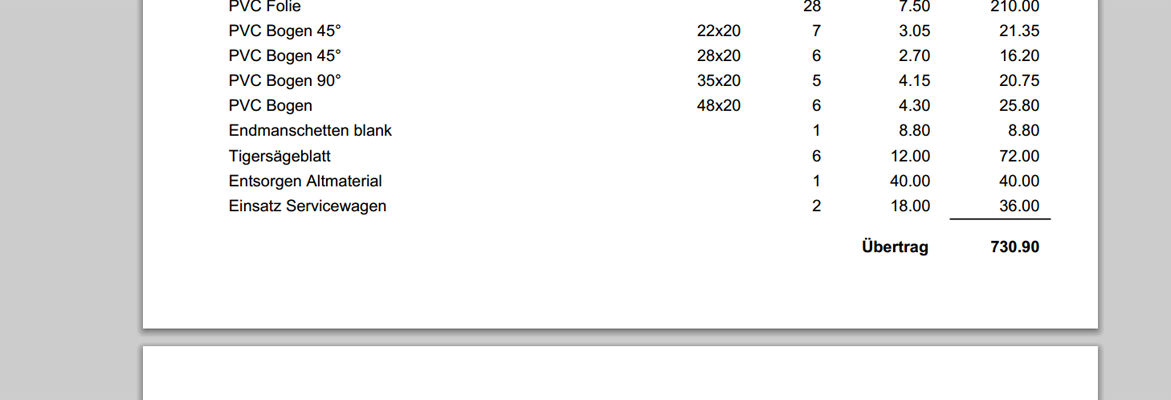 PVC Folie 28 7.50 210.00
PVC Bogen 45° 22x20 7 3.05 21.35
PVC Bogen 45° 28x20 6 2.70 16.20
PVC Bogen 90° 35x20 5 4.15 20.75
PVC Bogen 48x20 6 4.30 25.80
Endmanschetten blank 1 8.80 8.80
Tigersägeblatt 6 12.00 72.00
Entsorgen Altmaterial 1 40.00 40.00
Einsatz Servicewagen 2 18.00 36.00
Übertrag 730.90